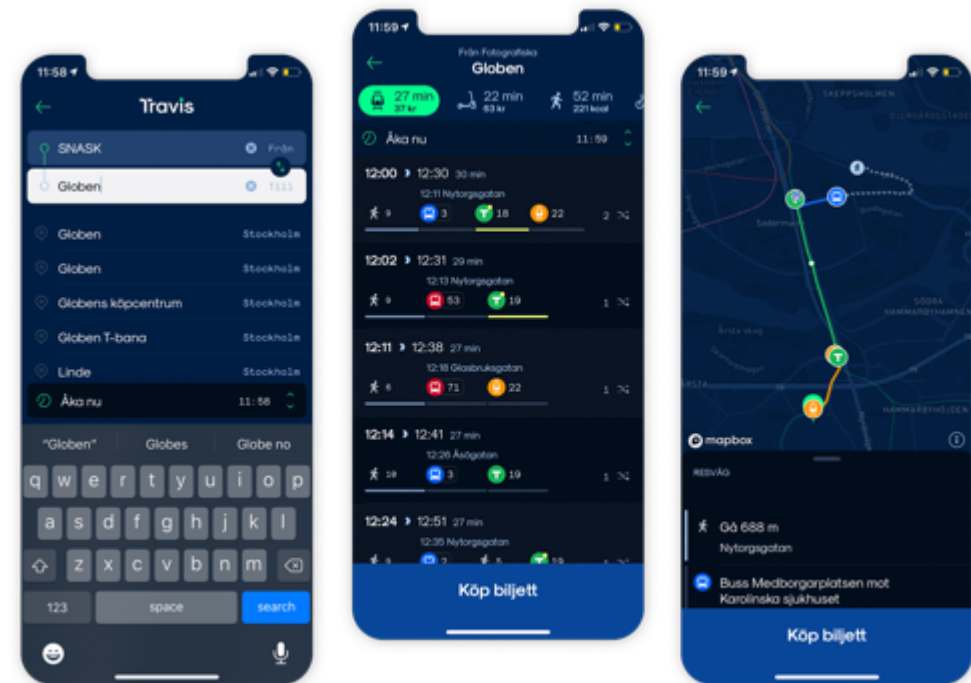 11:58
Travis
SNASK
Från
Globen
Till
Globen
Stockholm
Globen
Stockholm
Globens köpcentrum
Stockholm
Globen T-bana
Stockholm
Linde
Stockholm
Åka nu
11:58
"Globen"
Globes
Globe no
q w e r t y u i o p
a s d f g h j k l
z x c v b n m
123
space
search
11:59
Från Fotografiska
Globen
27 min
37 kr
22 min
63 kr
52 min
221 kcal
Åka nu
11:59
12:00 12:30 30 min
12:11 Nytorgsgatan
9 3 T 18 22 2
12:02 12:31 29 min
12:13 Nytorgsgatan
9 53 T 19 1
12:11 12:38 27 min
12:18 Glasbruksgatan
6 71 22 1
12:14 12:41 27 min
12:26 Åsögatan
10 3 T 19 1
12:24 12:51 27 min
12:35 Nytorgsgatan
Köp biljett
11:59
SKEPPSHOLMEN
DJURGÅRDSSTADEN
Årsta skog
SÖDRA
HAMMARBYHAMNEN
HAMMARBYHÖJDEN
mapbox
RESVÄG
Gå 688 m
Nytorgsgatan
Buss Medborgarplatsen mot
Karolinska sjukhuset
Köp biljett